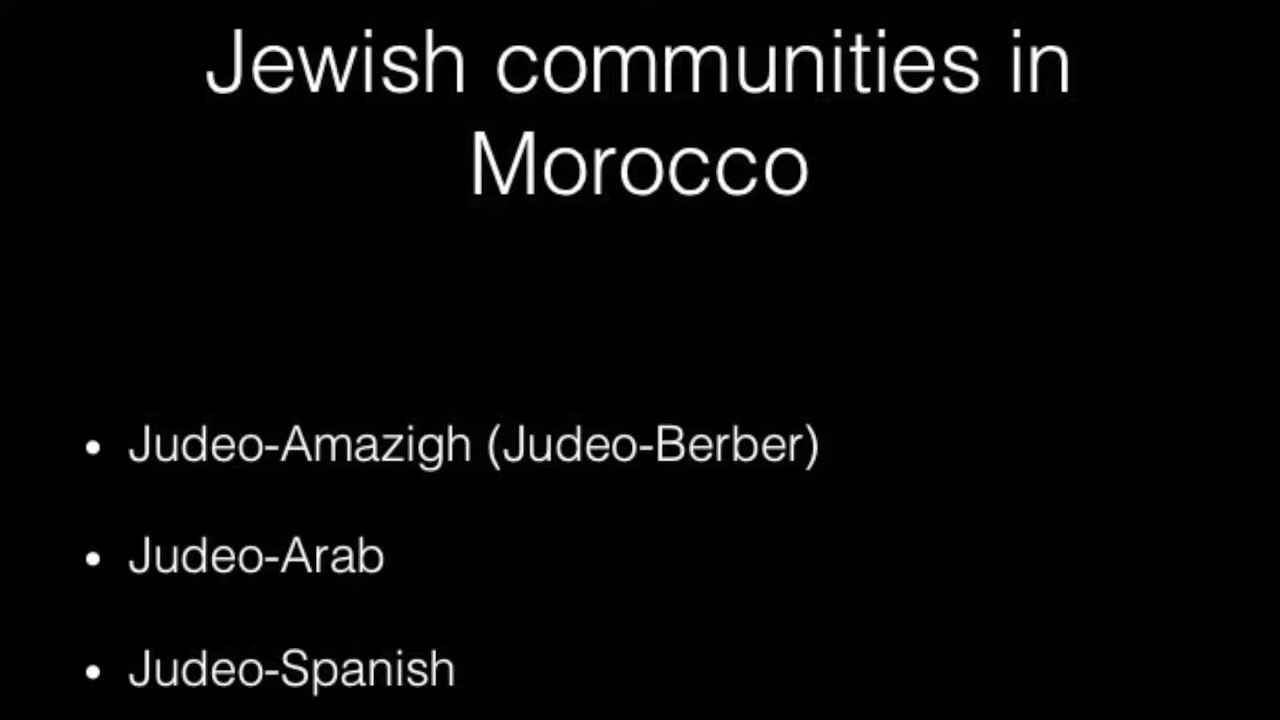 Jewish communities in
Morocco
• Judeo-Amazigh (Judeo-Berber)
• Judeo-Arab
• Judeo-Spanish